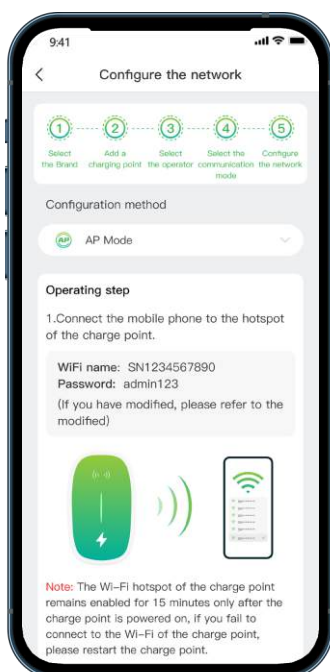 9:41
Configure the network
1 2 3 4 5
Select Add a Select Select the Configure
the Brand charging point the operator communication the network
mode
Configuration method
AP AP Mode
Operating step
1.Connect the mobile phone to the hotspot
of the charge point.
WiFi name: SN1234567890
Password: admin123
(If you have modified, please refer to the
modified)
Note: The Wi-Fi hotspot of the charge point
remains enabled for 15 minutes only after the
charge point is powered on, if you fail to
connect to the Wi-Fi of the charge point,
please restart the charge point.